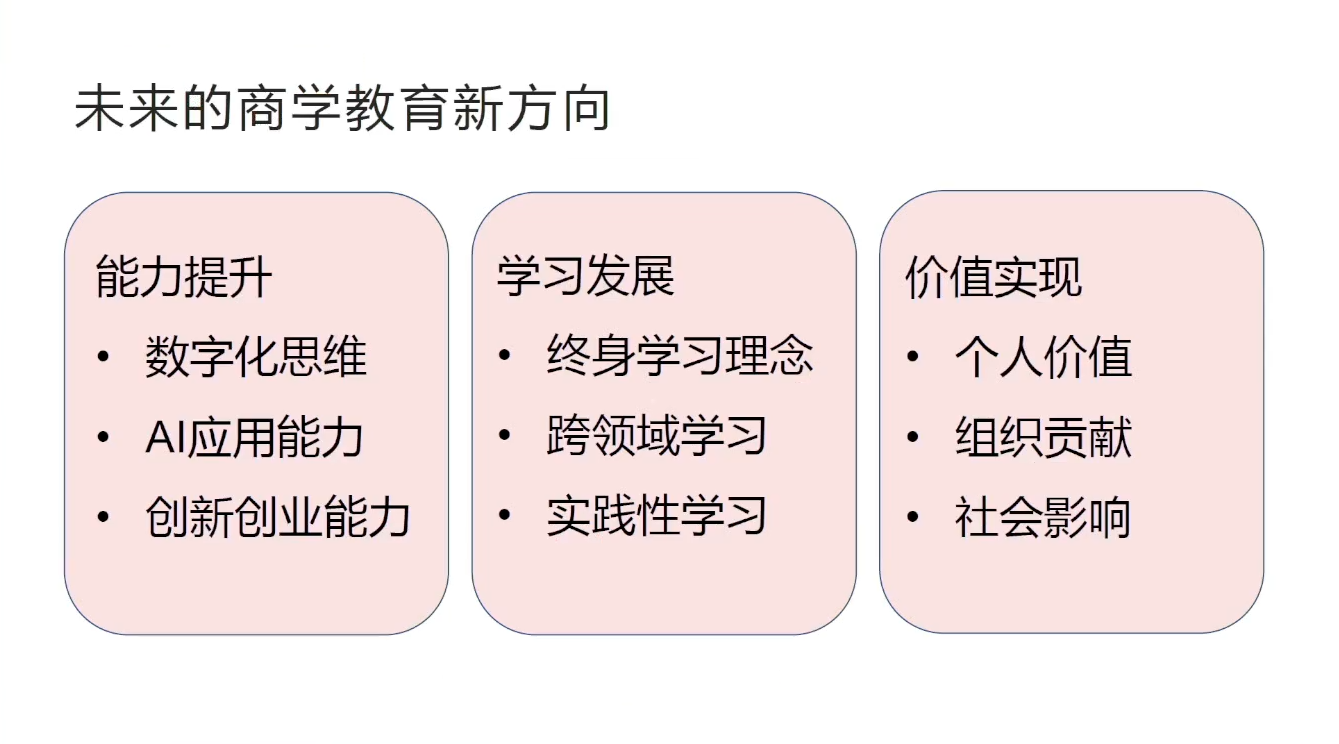 未来的商学教育新方向
能力提升
• 数字化思维
• AI应用能力
• 创新创业能力
学习发展
• 终身学习理念
• 跨领域学习
• 实践性学习
价值实现
• 个人价值
• 组织贡献
• 社会影响